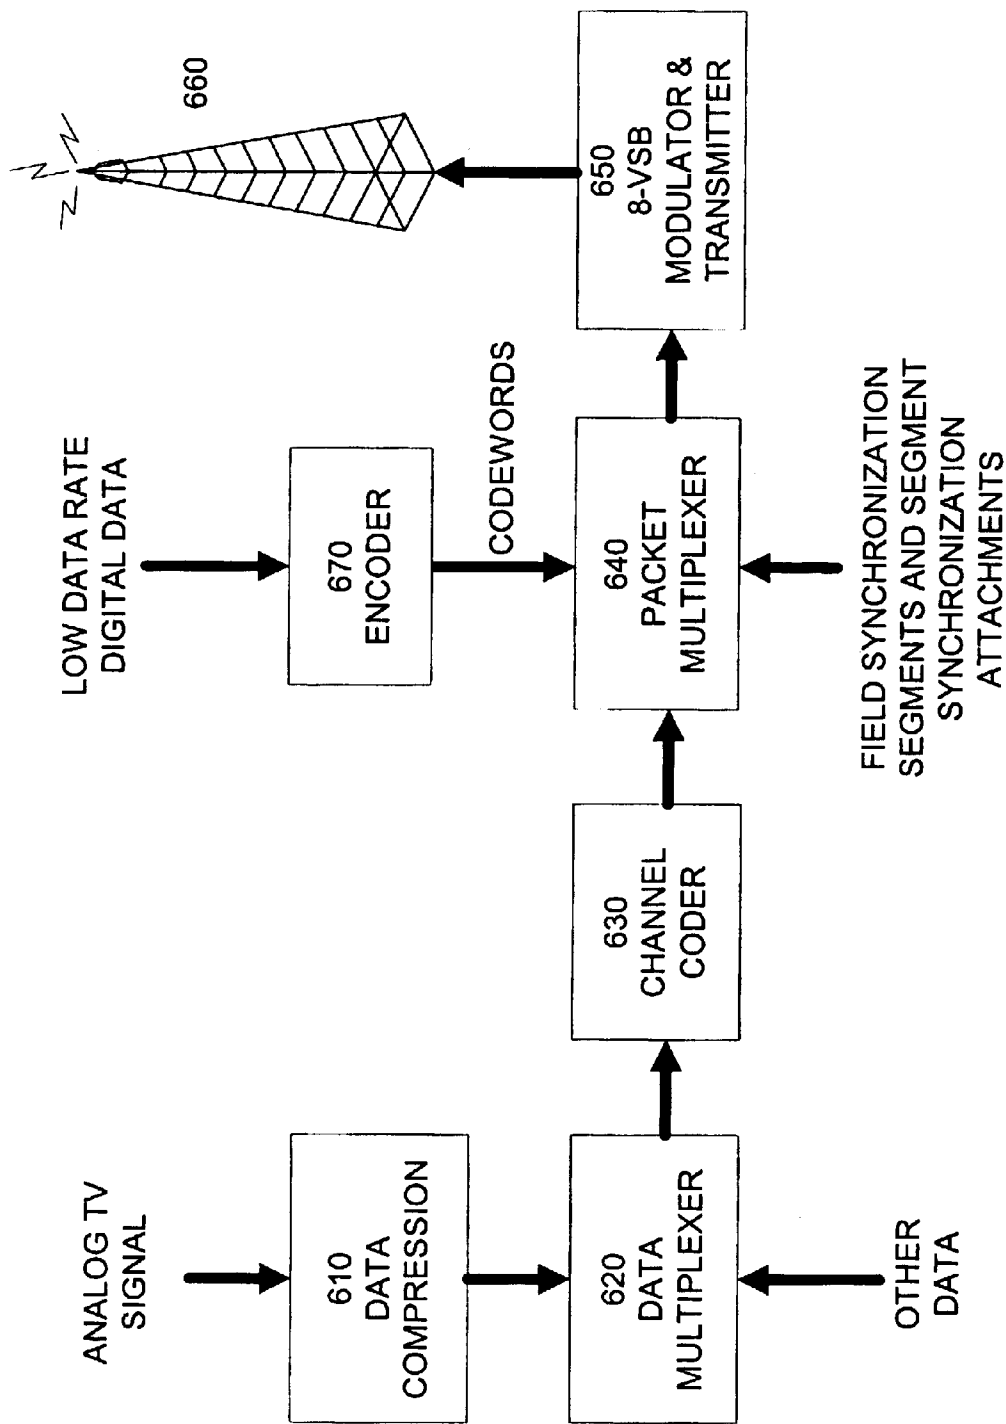 ANALOG TV
SIGNAL
610
DATA
COMPRESSION
620
DATA
MULTIPLEXER
OTHER
DATA
630
CHANNEL
CODER
LOW DATA RATE
DIGITAL DATA
670
ENCODER
CODEWORDS
640
PACKET
MULTIPLEXER
FIELD SYNCHRONIZATION
SEGMENTS AND SEGMENT
SYNCHRONIZATION
ATTACHMENTS
650
8-VSB
MODULATOR &
TRANSMITTER
660